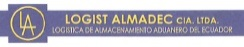 LA
LOGIST ALMADEC CIA. LTDA.
LOGISTICA DE ALMACENAMIENTO ADUANERO DEL ECUADOR